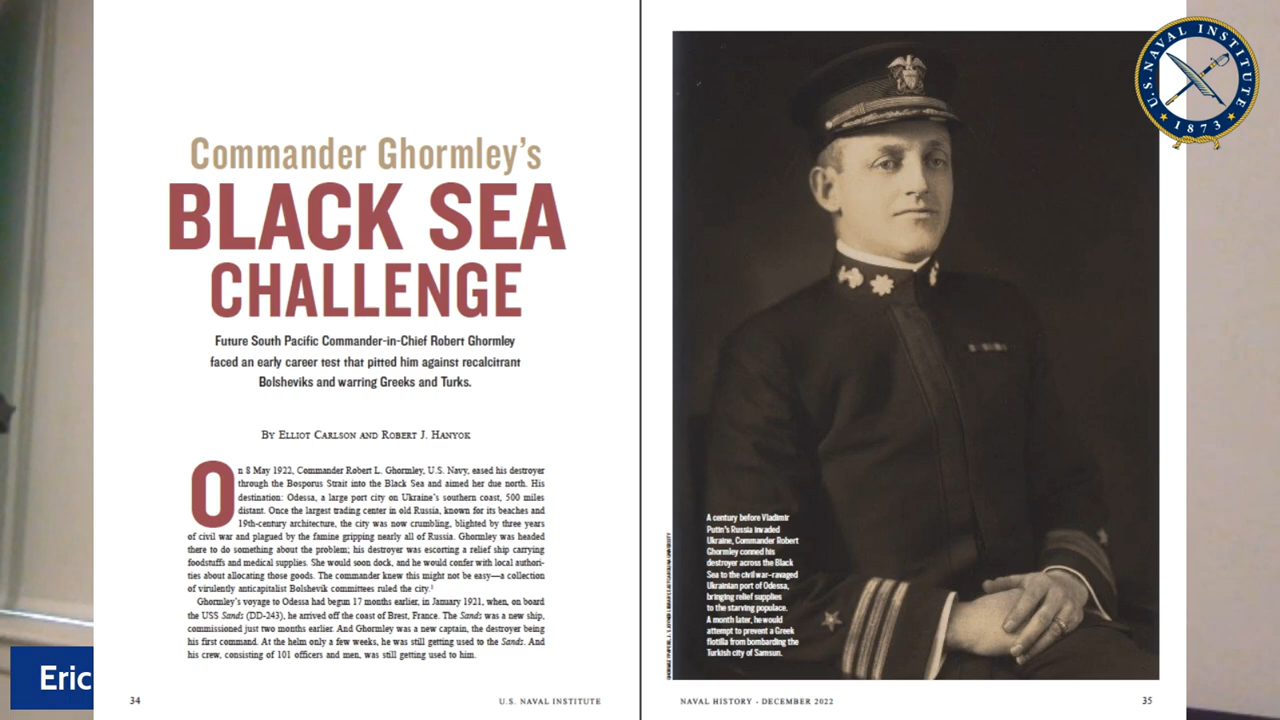 Commander Ghormley's
BLACK SEA
CHALLENGE
Future South Pacific Commander-in-Chief Robert Ghormley
faced an early career test that pitted him against recalcitrant
Bolsheviks and warring Greeks and Turks.
By Elliot Carlson and Robert J. Hanyok
On 8 May 1922, Commander Robert L. Ghormley, U.S. Navy, eased his destroyer
through the Bosporus Strait into the Black Sea and aimed her due north. His
destination: Odessa, a large port city on Ukraine's southern coast, 500 miles
distant. Once the largest trading center in old Russia, known for its beaches and
19th-century architecture, the city was now crumbling, blighted by three years
of civil war and plagued by the famine gripping nearly all of Russia. Ghormley was headed
there to do something about the problem; his destroyer was escorting a relief ship carrying
foodstuffs and medical supplies. She would soon dock, and he would confer with local authori-
ties about allocating those goods. The commander knew this might not be easy—a collection
of virulently anticapitalist Bolshevik committees ruled the city.1
Ghormley's voyage to Odessa had begun 17 months earlier, in January 1921, when, on board
the USS Sands (DD-243), he arrived off the coast of Brest, France. The Sands was a new ship,
commissioned just two months earlier. And Ghormley was a new captain, the destroyer being
his first command. At the helm only a few weeks, he was still getting used to the Sands. And
his crew, consisting of 101 officers and men, was still getting used to him.
34
U.S. NAVAL INSTITUTE
Eric
A century before Vladimir
Putin's Russia invaded
Ukraine, Commander Robert
Ghormley conned his
destroyer across the Black
Sea to the civil war–ravaged
Ukrainian port of Odessa,
bringing relief supplies
to the starving populace.
A month later, he would
attempt to prevent a Greek
flotilla from bombarding the
Turkish city of Samsun.
NAVAL HISTORY - DECEMBER 2022
35
U.S. NAVAL INSTITUTE
1873